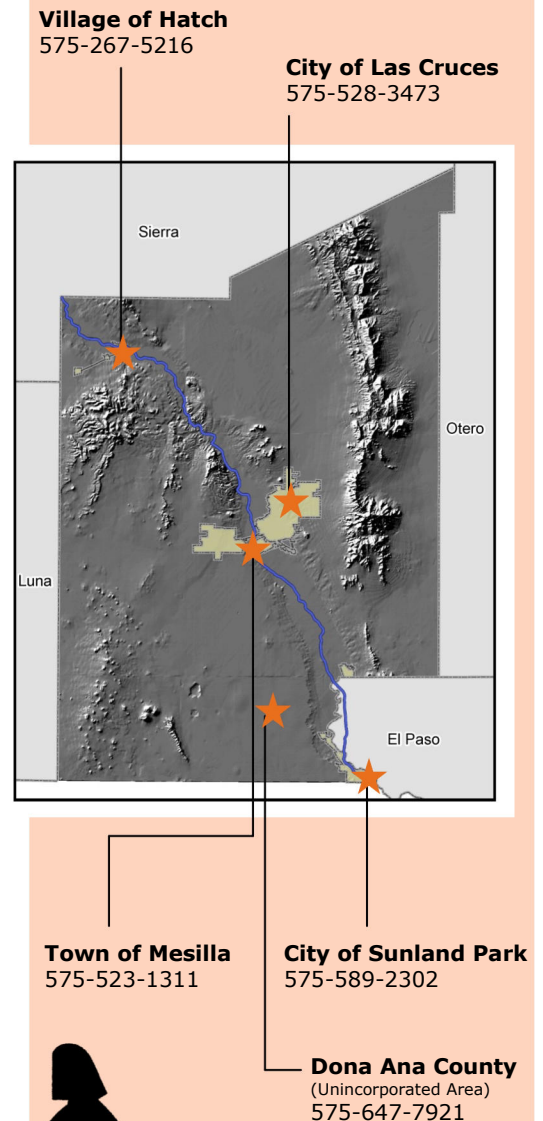 Village of Hatch
575-267-5216
City of Las Cruces
575-528-3473
Sierra
Otero
Luna
El Paso
Town of Mesilla
575-523-1311
City of Sunland Park
575-589-2302
Dona Ana County
(Unincorporated Area)
575-647-7921